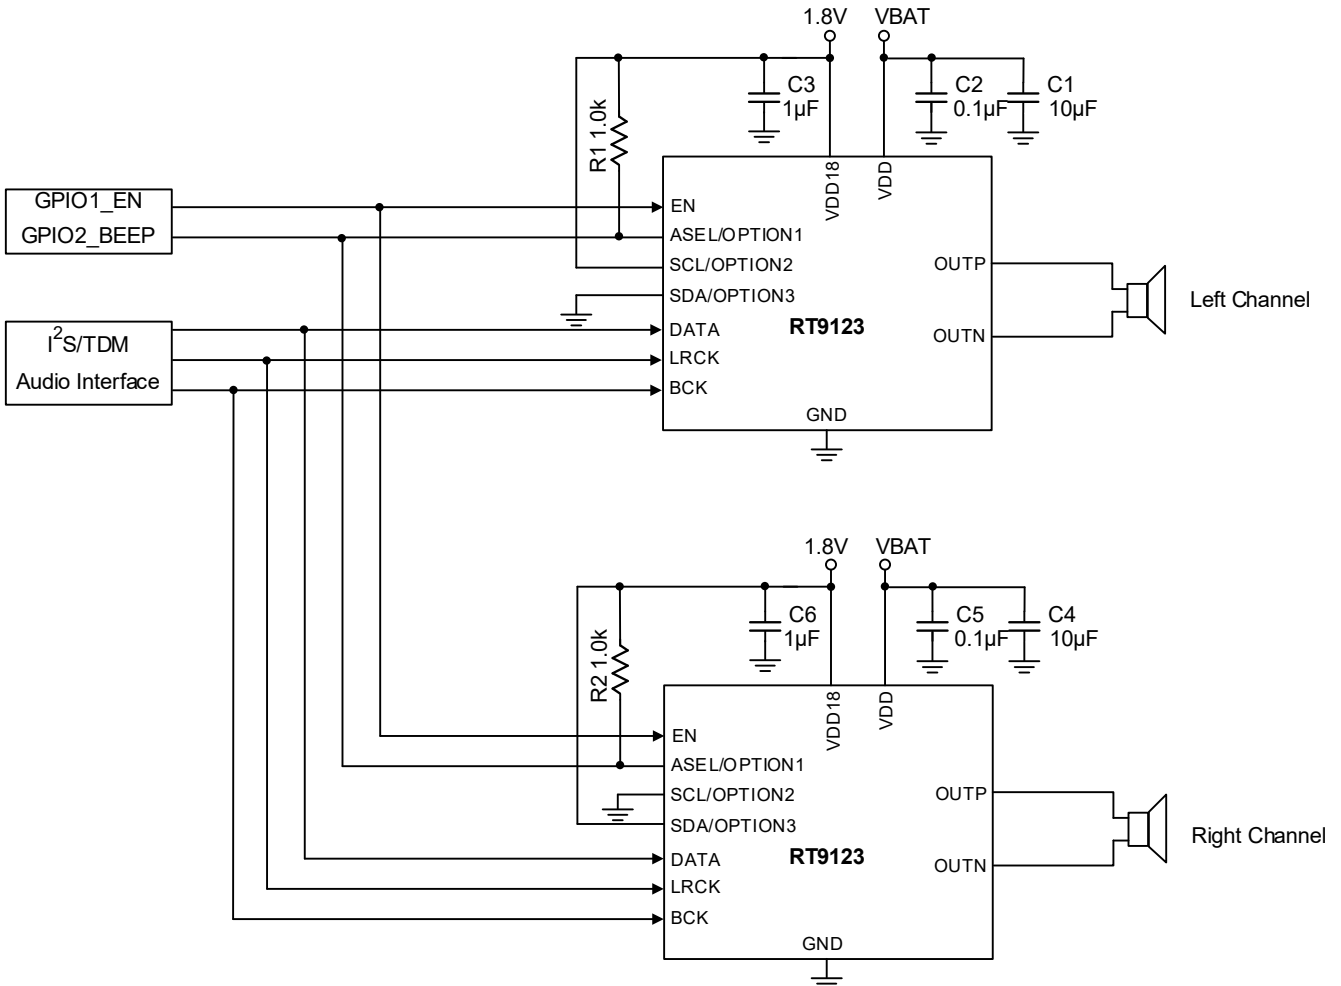 1.8V VBAT
C3
1µF
C2
0.1µF
C1
10µF
R1 1.0k
VDD18
VDD
GPIO1_EN
GPIO2_BEEP
EN
ASEL/OPTION1
SCL/OPTION2
SDA/OPTION3
RT9123
DATA
LRCK
BCK
OUTP
OUTN
GND
Left Channel
I²S/TDM
Audio Interface
1.8V VBAT
C6
1µF
C5
0.1µF
C4
10µF
R2 1.0k
VDD18
VDD
EN
ASEL/OPTION1
SCL/OPTION2
SDA/OPTION3
RT9123
DATA
LRCK
BCK
OUTP
OUTN
GND
Right Channel